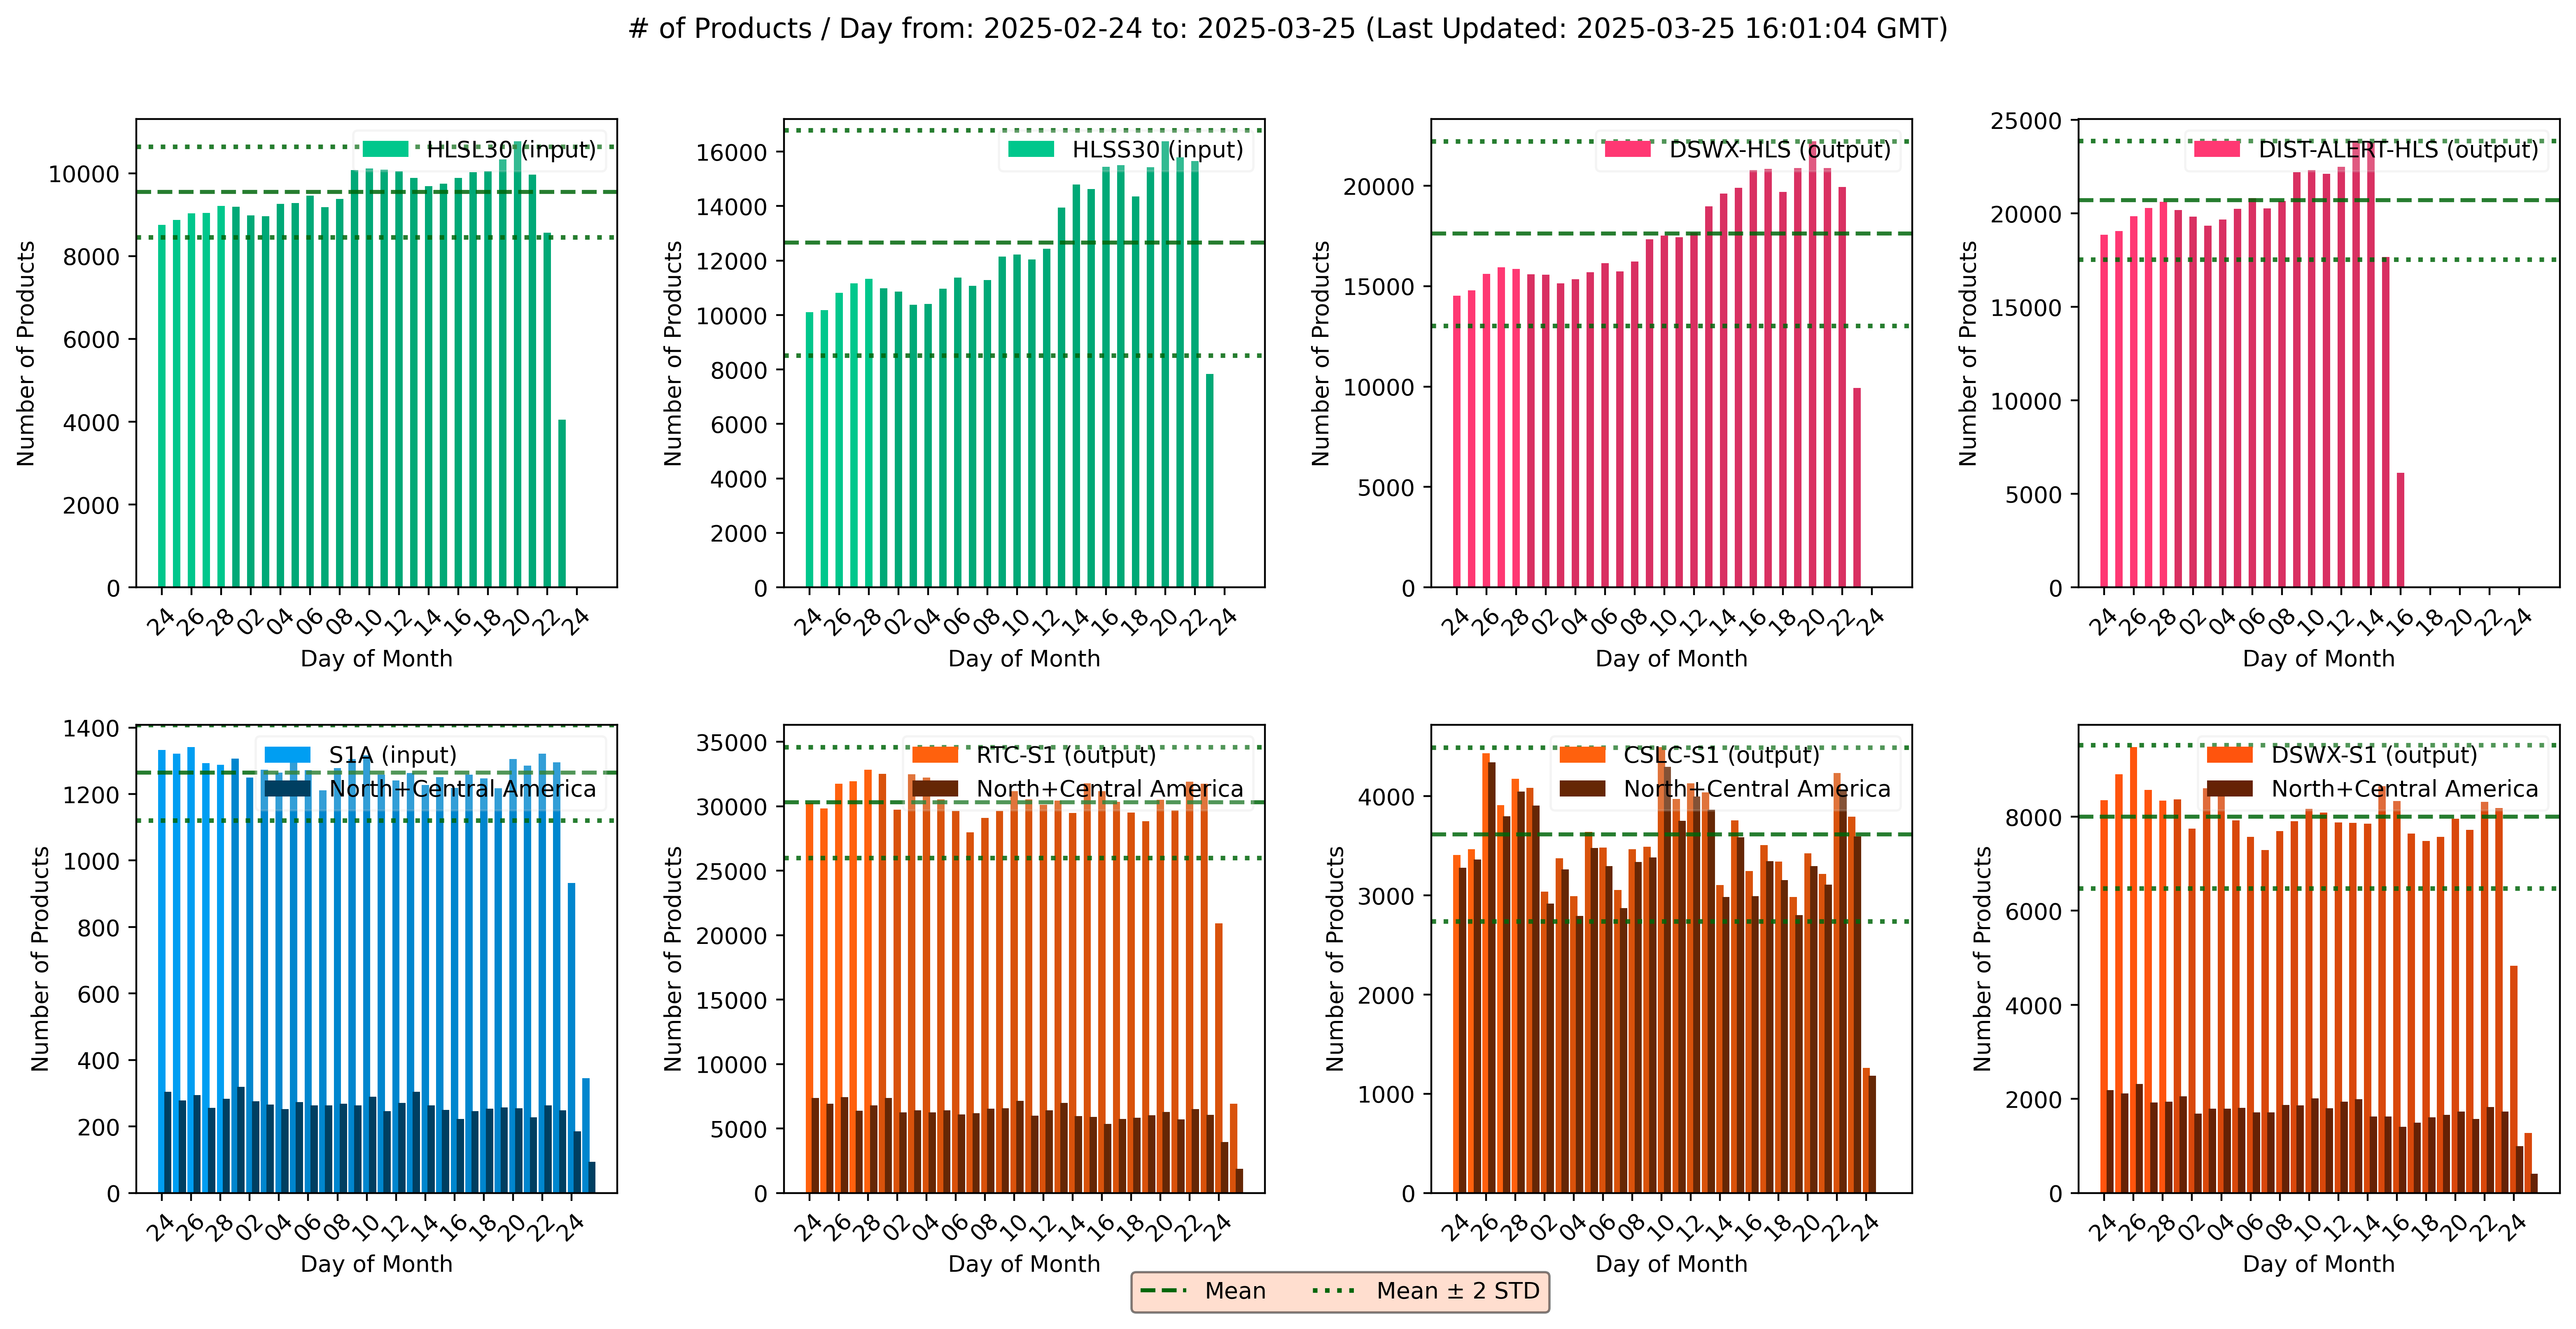 # of Products / Day from: 2025-02-24 to: 2025-03-25 (Last Updated: 2025-03-25 16:01:04 GMT)
Number of Products
10000
8000
6000
4000
2000
0
HLSL30 (input)
24 26 28 02 04 06 08 10 12 14 16 18 20 22 24
Day of Month
Number of Products
16000
14000
12000
10000
8000
6000
4000
2000
0
HLSS30 (input)
24 26 28 02 04 06 08 10 12 14 16 18 20 22 24
Day of Month
Number of Products
20000
15000
10000
5000
0
DSWX-HLS (output)
24 26 28 02 04 06 08 10 12 14 16 18 20 22 24
Day of Month
Number of Products
25000
20000
15000
10000
5000
0
DIST-ALERT-HLS (output)
24 26 28 02 04 06 08 10 12 14 16 18 20 22 24
Day of Month
Number of Products
1400
1200
1000
800
600
400
200
0
S1A (input)
North+Central America
24 26 28 02 04 06 08 10 12 14 16 18 20 22 24
Day of Month
Number of Products
35000
30000
25000
20000
15000
10000
5000
0
RTC-S1 (output)
North+Central America
24 26 28 02 04 06 08 10 12 14 16 18 20 22 24
Day of Month
Number of Products
4000
3000
2000
1000
0
CSLC-S1 (output)
North+Central America
24 26 28 02 04 06 08 10 12 14 16 18 20 22 24
Day of Month
Number of Products
8000
6000
4000
2000
0
DSWX-S1 (output)
North+Central America
24 26 28 02 04 06 08 10 12 14 16 18 20 22 24
Day of Month
Mean
Mean ± 2 STD